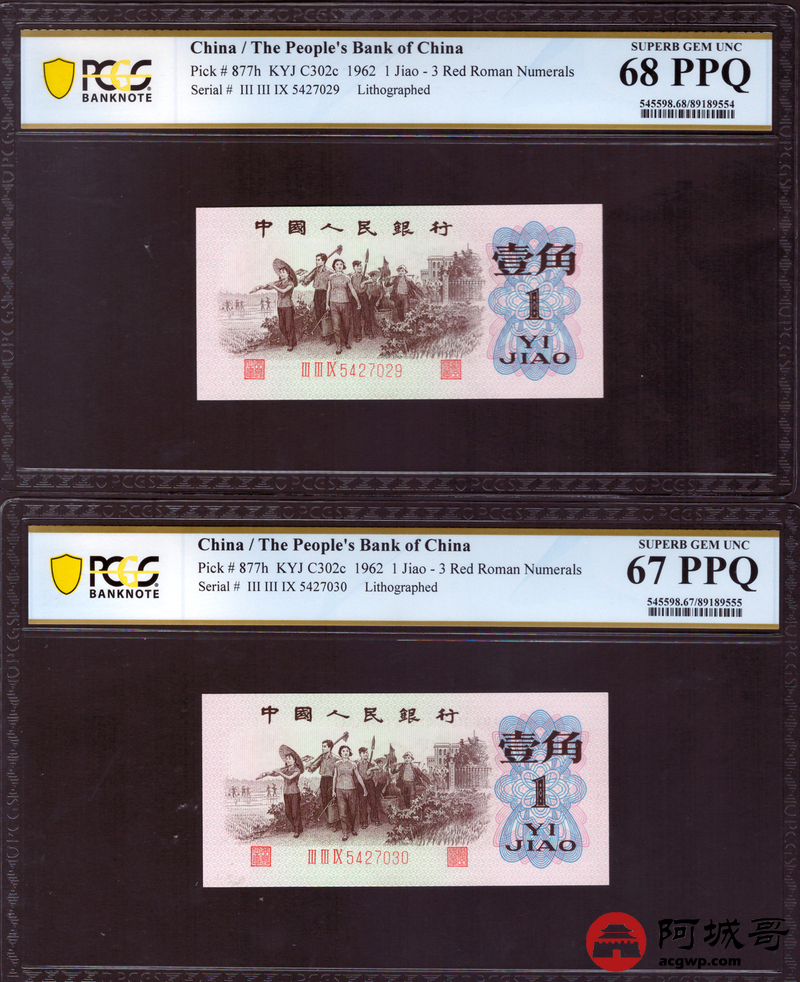 PCGS
BANKNOTE
China / The People's Bank of China
Pick # 877h KYJ C302c 1962 1 Jiao - 3 Red Roman Numerals
Serial # III III IX 5427029 Lithographed
SUPERB GEM UNC
68 PPQ
545598.68/89189554
中國人民銀行
壹角
1
YI
JIAO
III III IX 5427029
PCGS
BANKNOTE
China / The People's Bank of China
Pick # 877h KYJ C302c 1962 1 Jiao - 3 Red Roman Numerals
Serial # III III IX 5427030 Lithographed
SUPERB GEM UNC
67 PPQ
545598.67/89189555
中國人民銀行
壹角
1
YI
JIAO
III III IX 5427030
阿城哥
acgwp.com